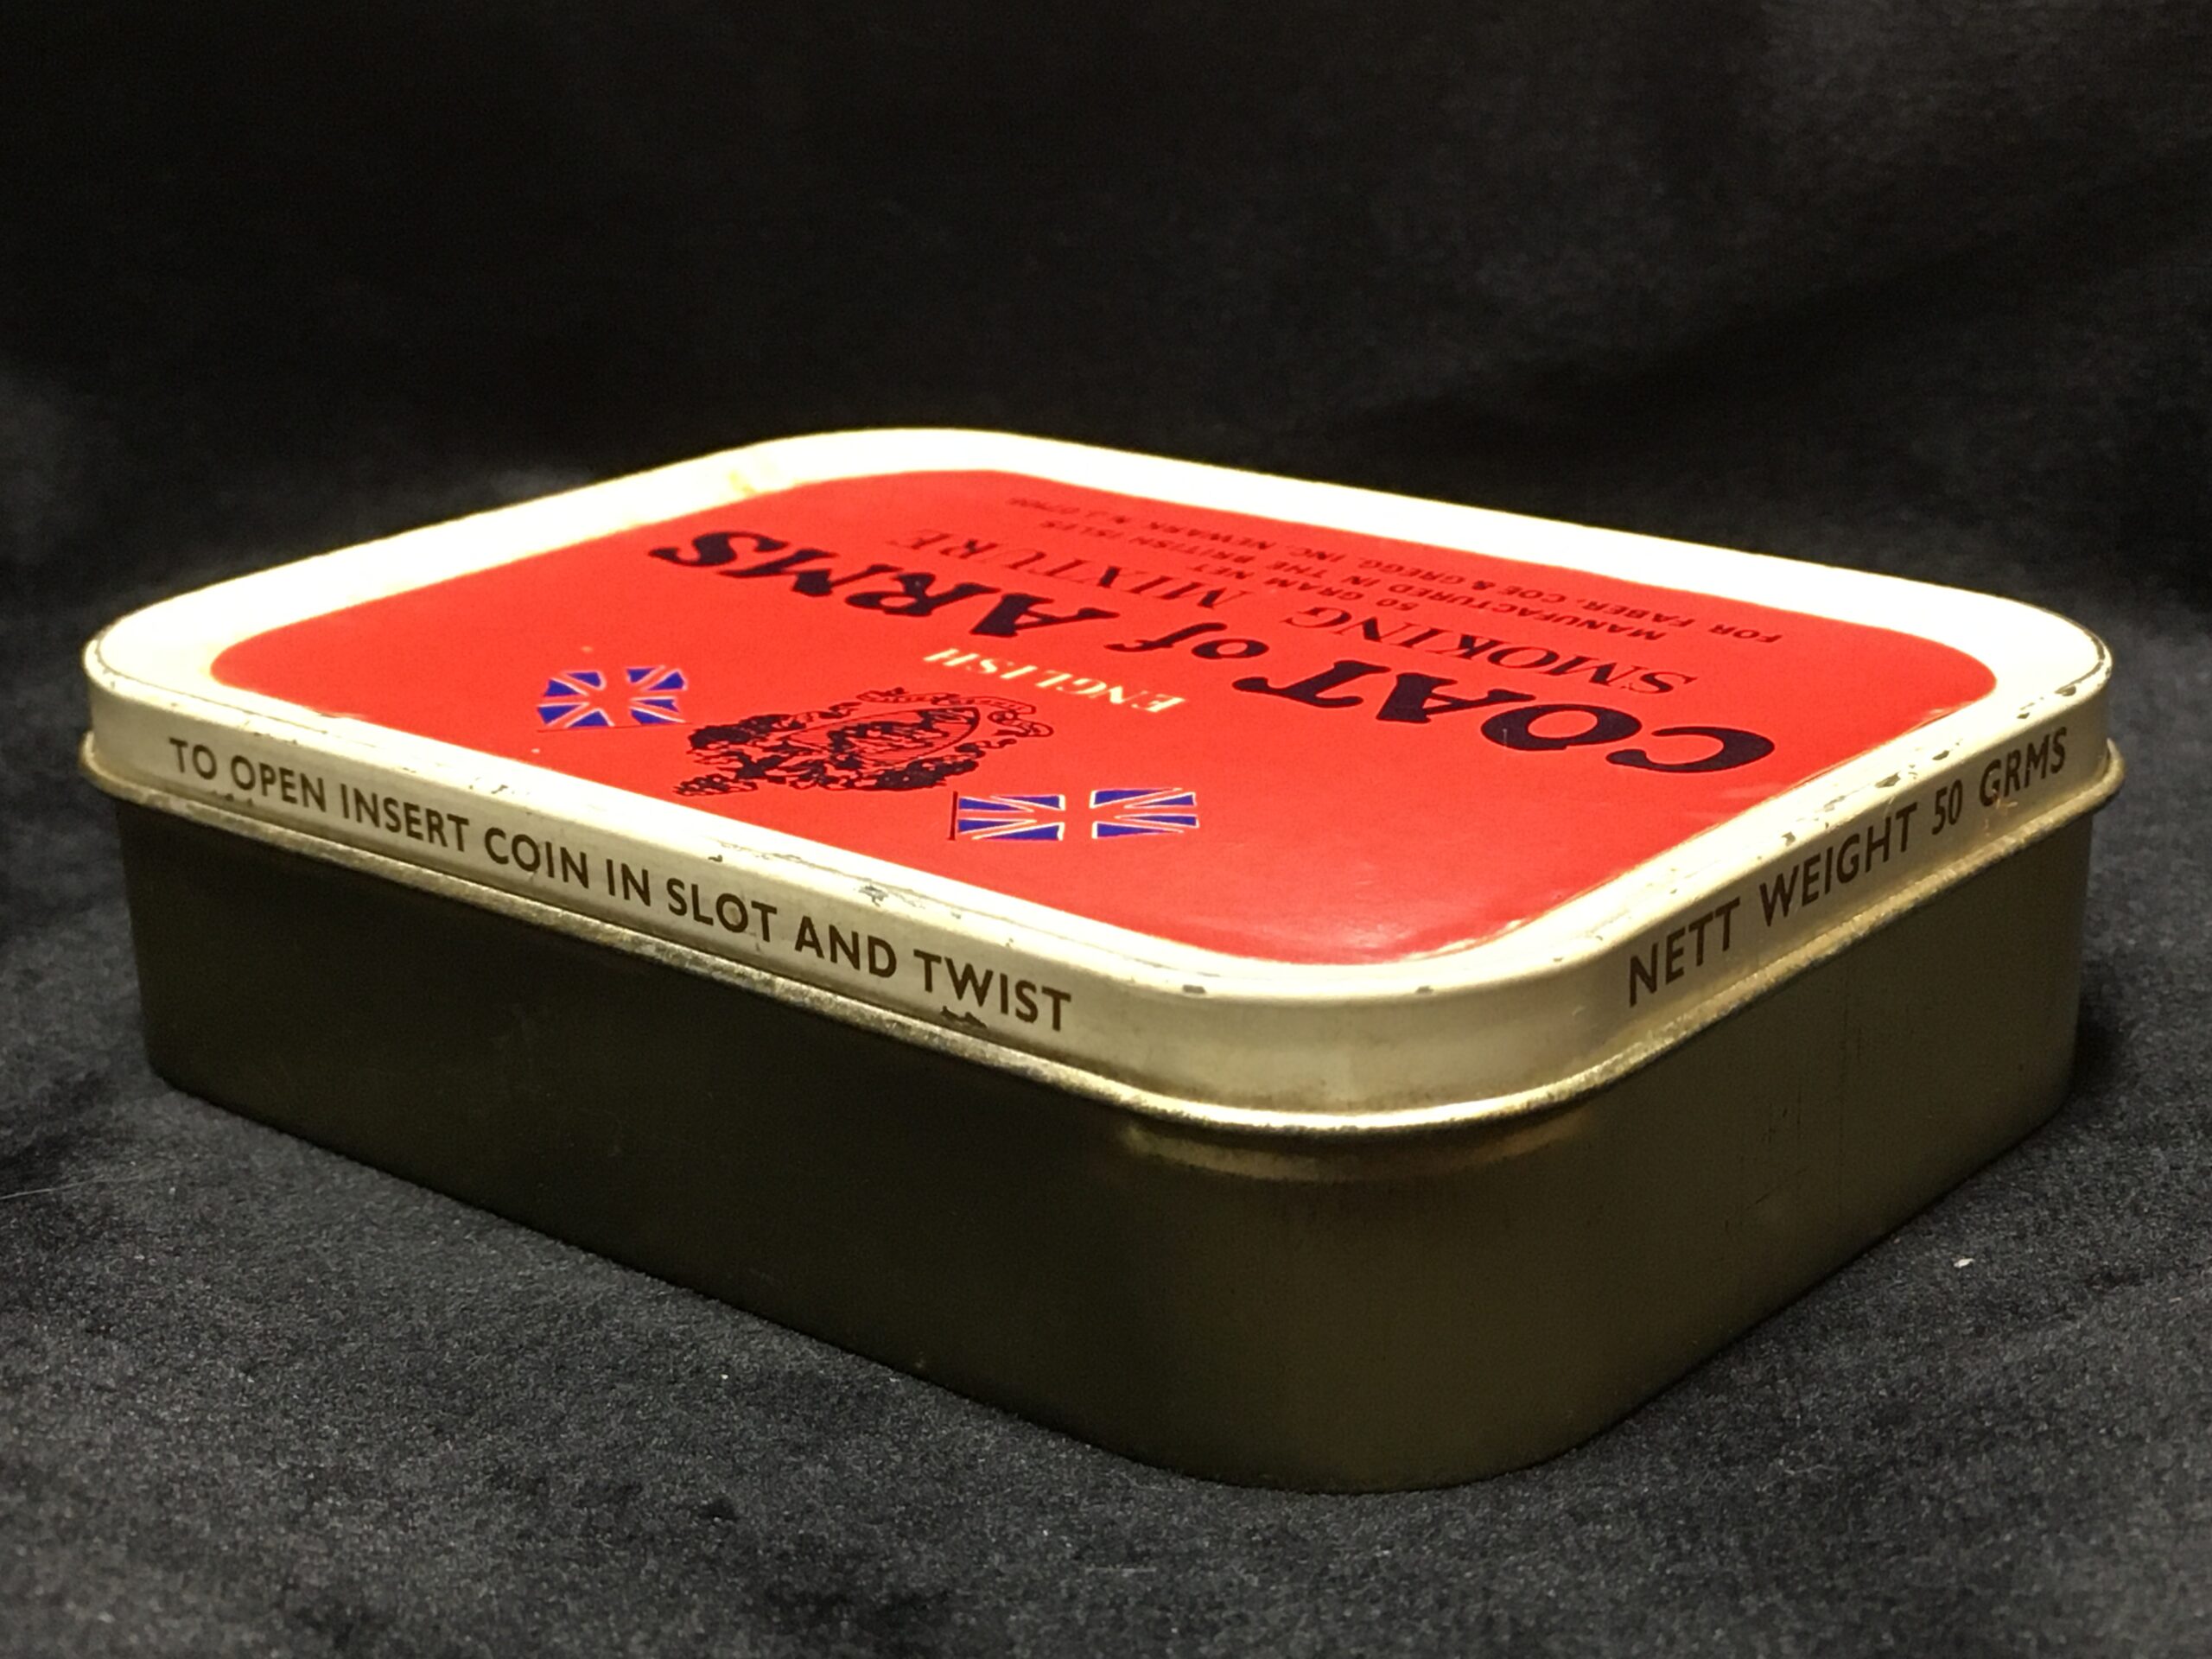 ENGLISH
COAT of ARMS
SMOKING MIXTURE
50 GRAM NET
MANUFACTURED IN THE BRITISH ISLES
FOR FABER, COE & GREGG, INC. NEWARK N.J.
TO OPEN INSERT COIN IN SLOT AND TWIST
NETT WEIGHT 50 GRMS